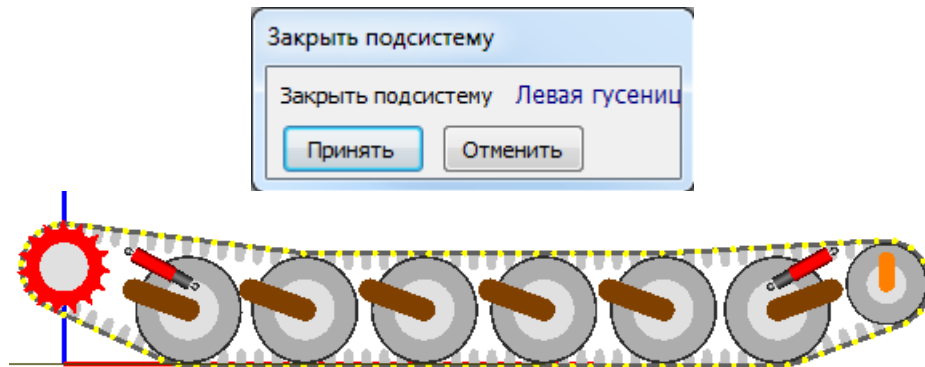 Закрыть подсистему
Закрыть подсистему Левая гусениц
Принять Отменить